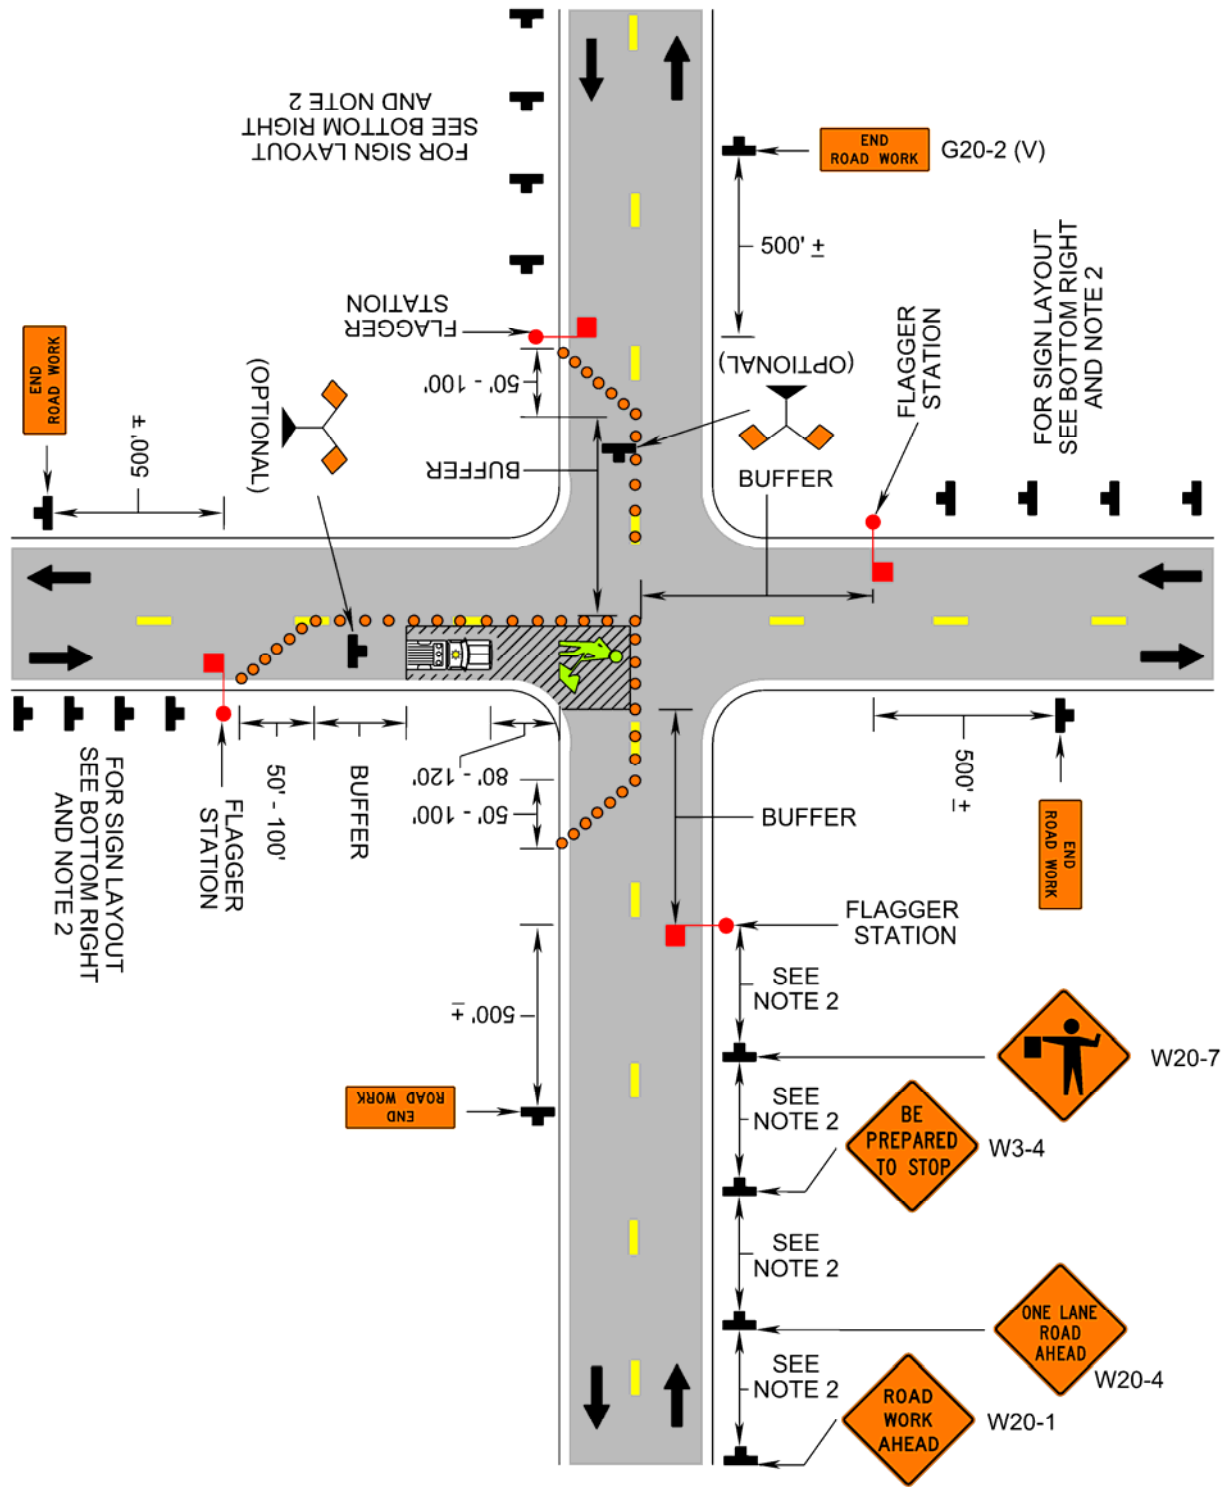 FOR SIGN LAYOUT
SEE BOTTOM RIGHT
AND NOTE 2
END
ROAD WORK
G20-2 (V)
500' ±
FOR SIGN LAYOUT
SEE BOTTOM RIGHT
AND NOTE 2
FLAGGER
STATION
FLAGGER
STATION
END
ROAD WORK
(OPTIONAL)
500' ±
50' - 100'
BUFFER
(OPTIONAL)
BUFFER
FOR SIGN LAYOUT
SEE BOTTOM RIGHT
AND NOTE 2
FLAGGER
STATION
50' - 100'
BUFFER
80' - 120'
50' - 100'
500' ±
END
ROAD WORK
BUFFER
500' ±
END
ROAD WORK
FLAGGER
STATION
SEE
NOTE 2
W20-7
SEE
NOTE 2
BE
PREPARED
TO STOP
W3-4
SEE
NOTE 2
ONE LANE
ROAD
AHEAD
W20-4
SEE
NOTE 2
ROAD
WORK
AHEAD
W20-1